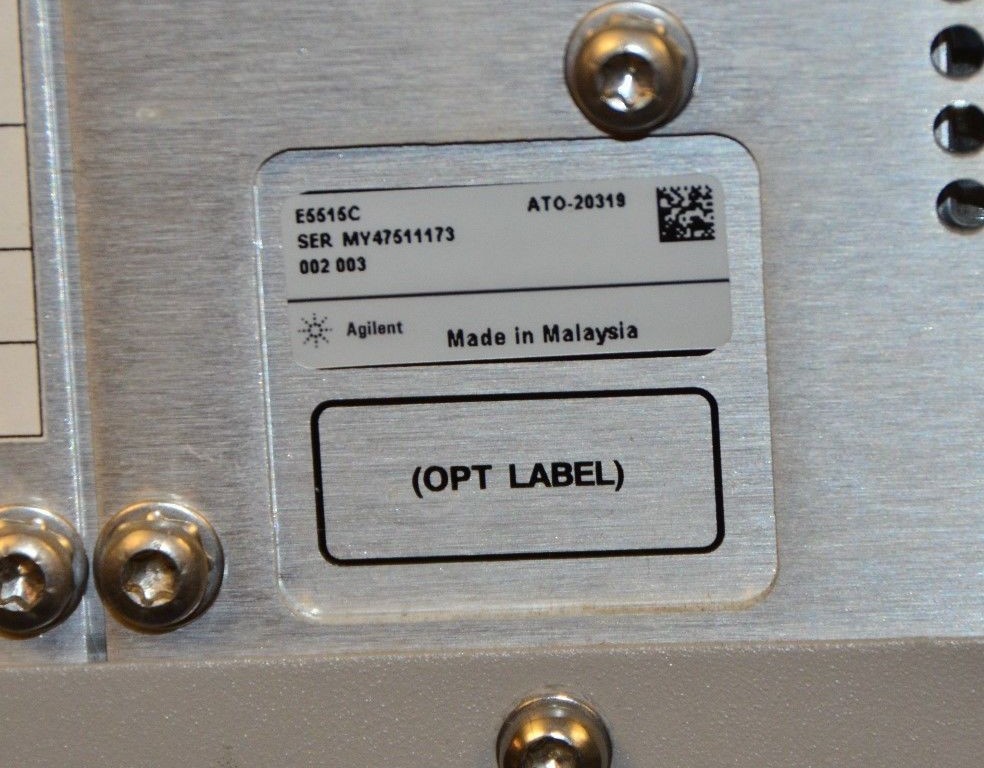 E5515C
ATO-20319
SER MY47511173
002 003
Agilent
Made in Malaysia
(OPT LABEL)